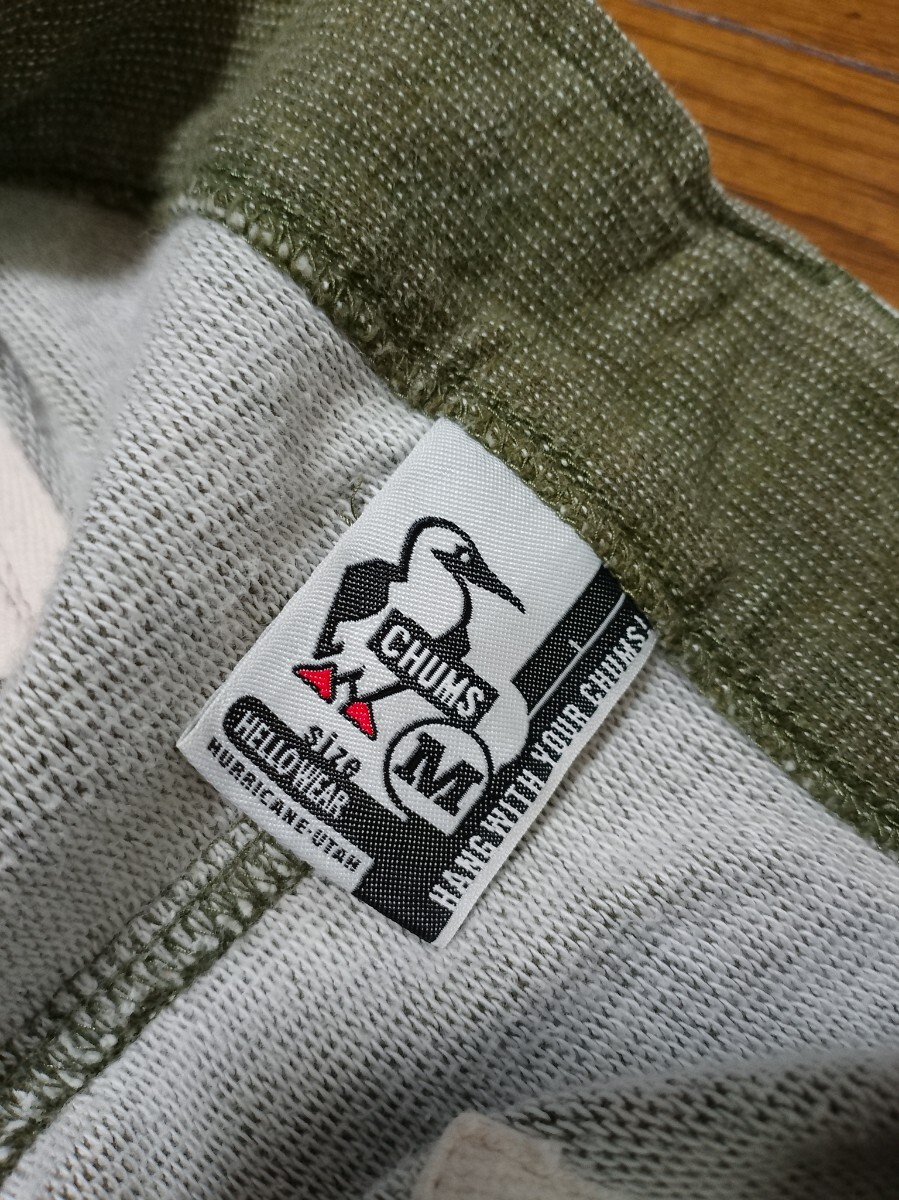 CHUMS
size
M
HELLOWEAR
HURRICANE·UTAH
HANG WITH YOUR CHUMS!